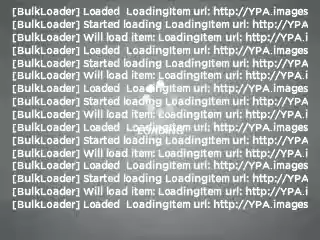 [BulkLoader] Loaded  LoadingItem url: http://YPA.images
[BulkLoader] Started loading LoadingItem url: http://YPA
[BulkLoader] Will load item: LoadingItem url: http://YPA.i
[BulkLoader] Loaded  LoadingItem url: http://YPA.images
[BulkLoader] Started loading LoadingItem url: http://YPA
[BulkLoader] Will load item: LoadingItem url: http://YPA.i
[BulkLoader] Loaded  LoadingItem url: http://YPA.images
[BulkLoader] Started loading LoadingItem url: http://YPA
[BulkLoader] Will load item: LoadingItem url: http://YPA.i
[BulkLoader] Loaded  LoadingItem url: http://YPA.images
LOADING
[BulkLoader] Started loading LoadingItem url: http://YPA
[BulkLoader] Will load item: LoadingItem url: http://YPA.i
[BulkLoader] Loaded  LoadingItem url: http://YPA.images
[BulkLoader] Started loading LoadingItem url: http://YPA
[BulkLoader] Will load item: LoadingItem url: http://YPA.i
[BulkLoader] Loaded  LoadingItem url: http://YPA.images